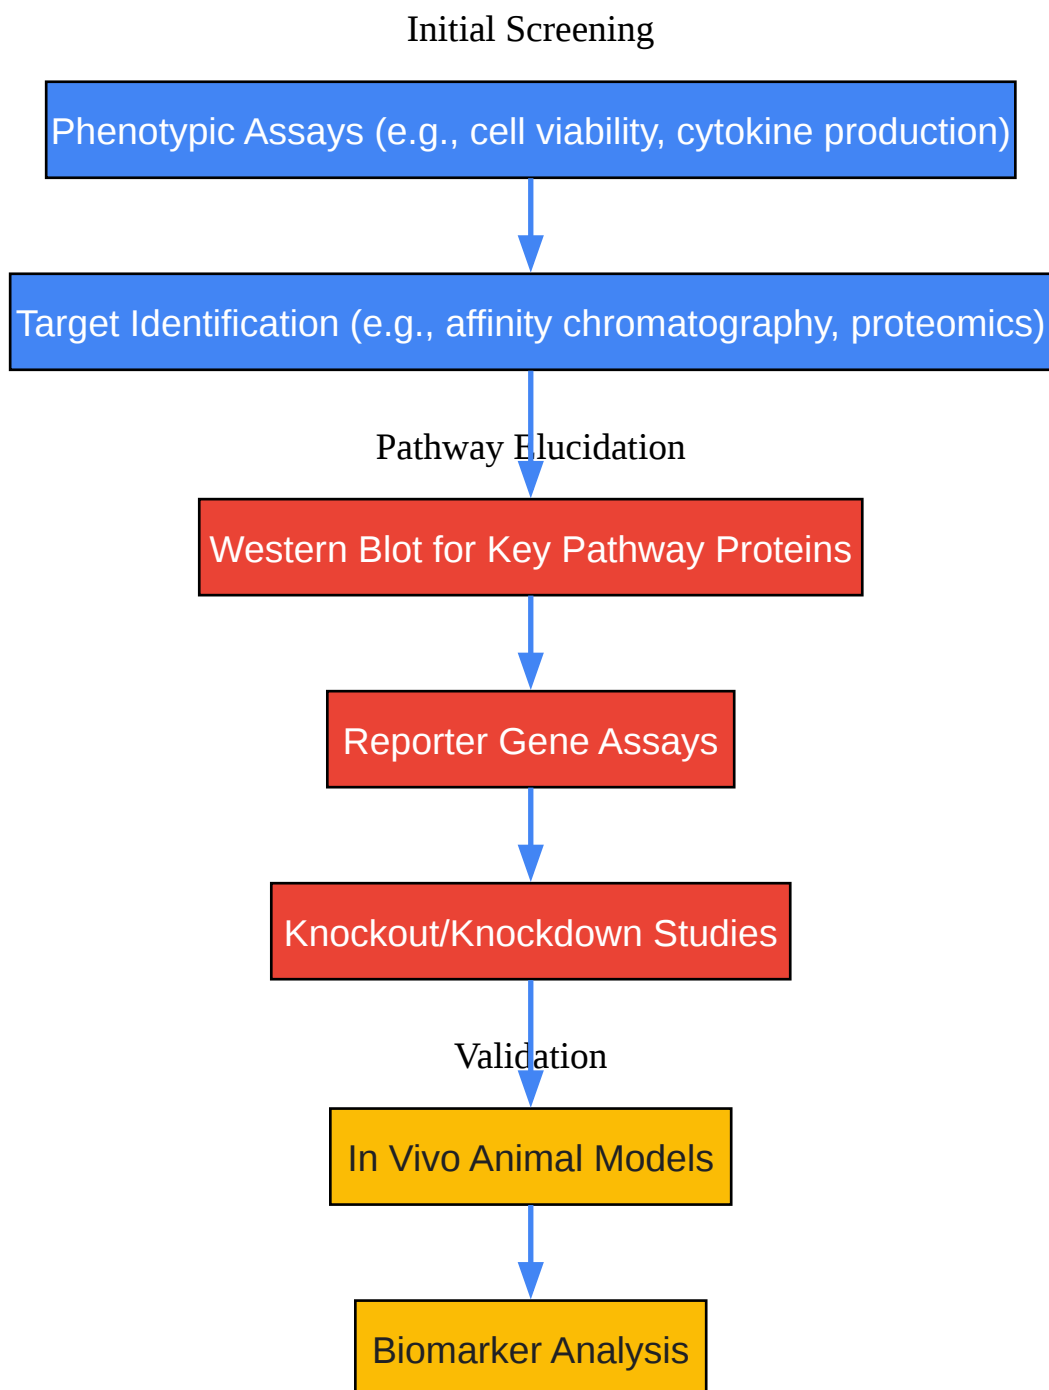 Initial Screening
Phenotypic Assays (e.g., cell viability, cytokine production)
Target Identification (e.g., affinity chromatography, proteomics)
Pathway Elucidation
Western Blot for Key Pathway Proteins
Reporter Gene Assays
Knockout/Knockdown Studies
Validation
In Vivo Animal Models
Biomarker Analysis